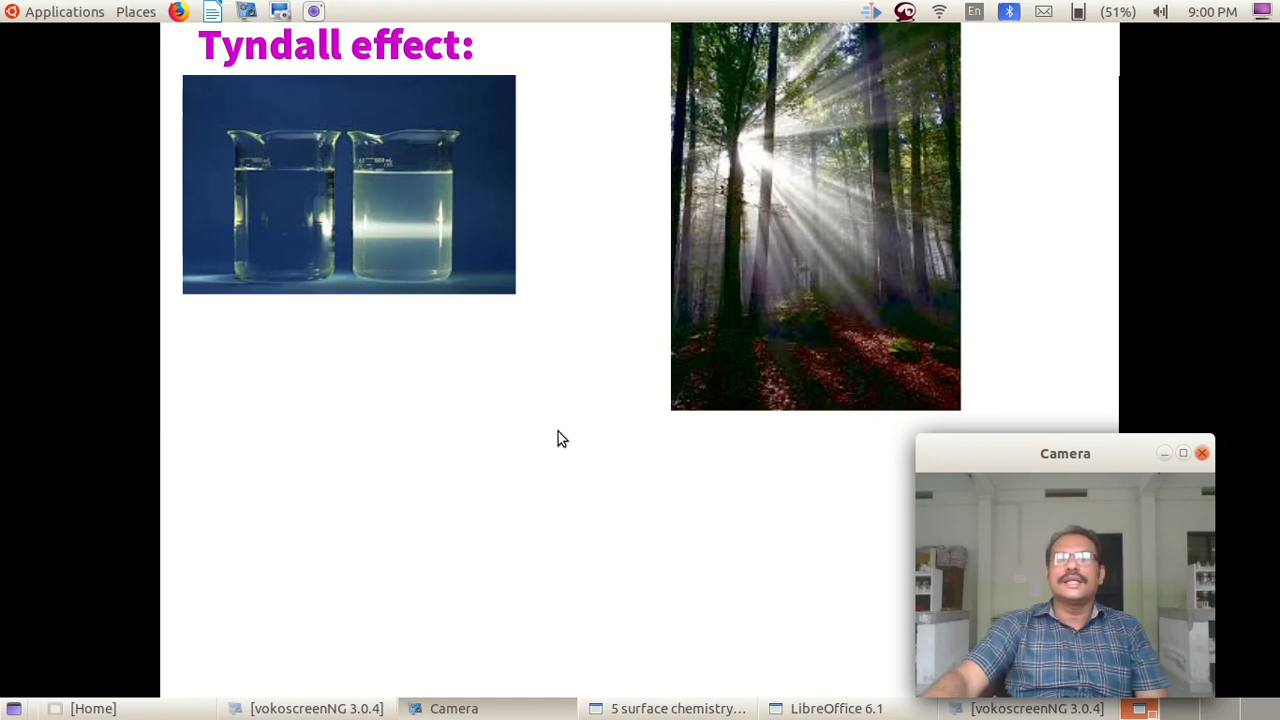 Applications Places En (51%) 9:00 PM
Tyndall effect:
Camera
[Home] [vokoscreenNG 3.0.4] Camera 5 surface chemistry... LibreOffice 6.1 [vokoscreenNG 3.0.4]